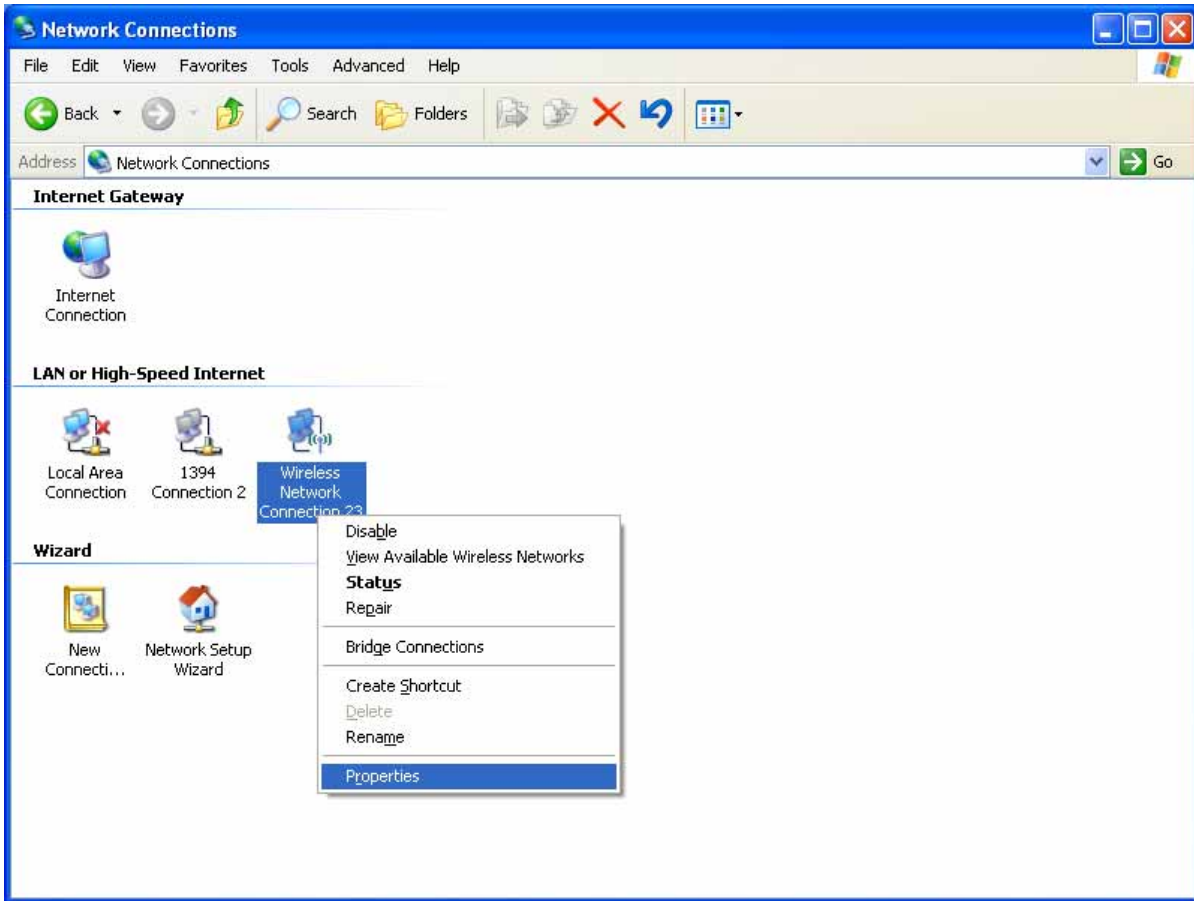 Network Connections
File Edit View Favorites Tools Advanced Help
Back Search Folders
Address Network Connections Go
Internet Gateway
Internet
Connection
LAN or High-Speed Internet
Local Area
Connection
1394
Connection 2
Wireless
Network
Connection 23
Disable
View Available Wireless Networks
Status
Repair
Bridge Connections
Create Shortcut
Delete
Rename
Properties
Wizard
New
Connecti...
Network Setup
Wizard